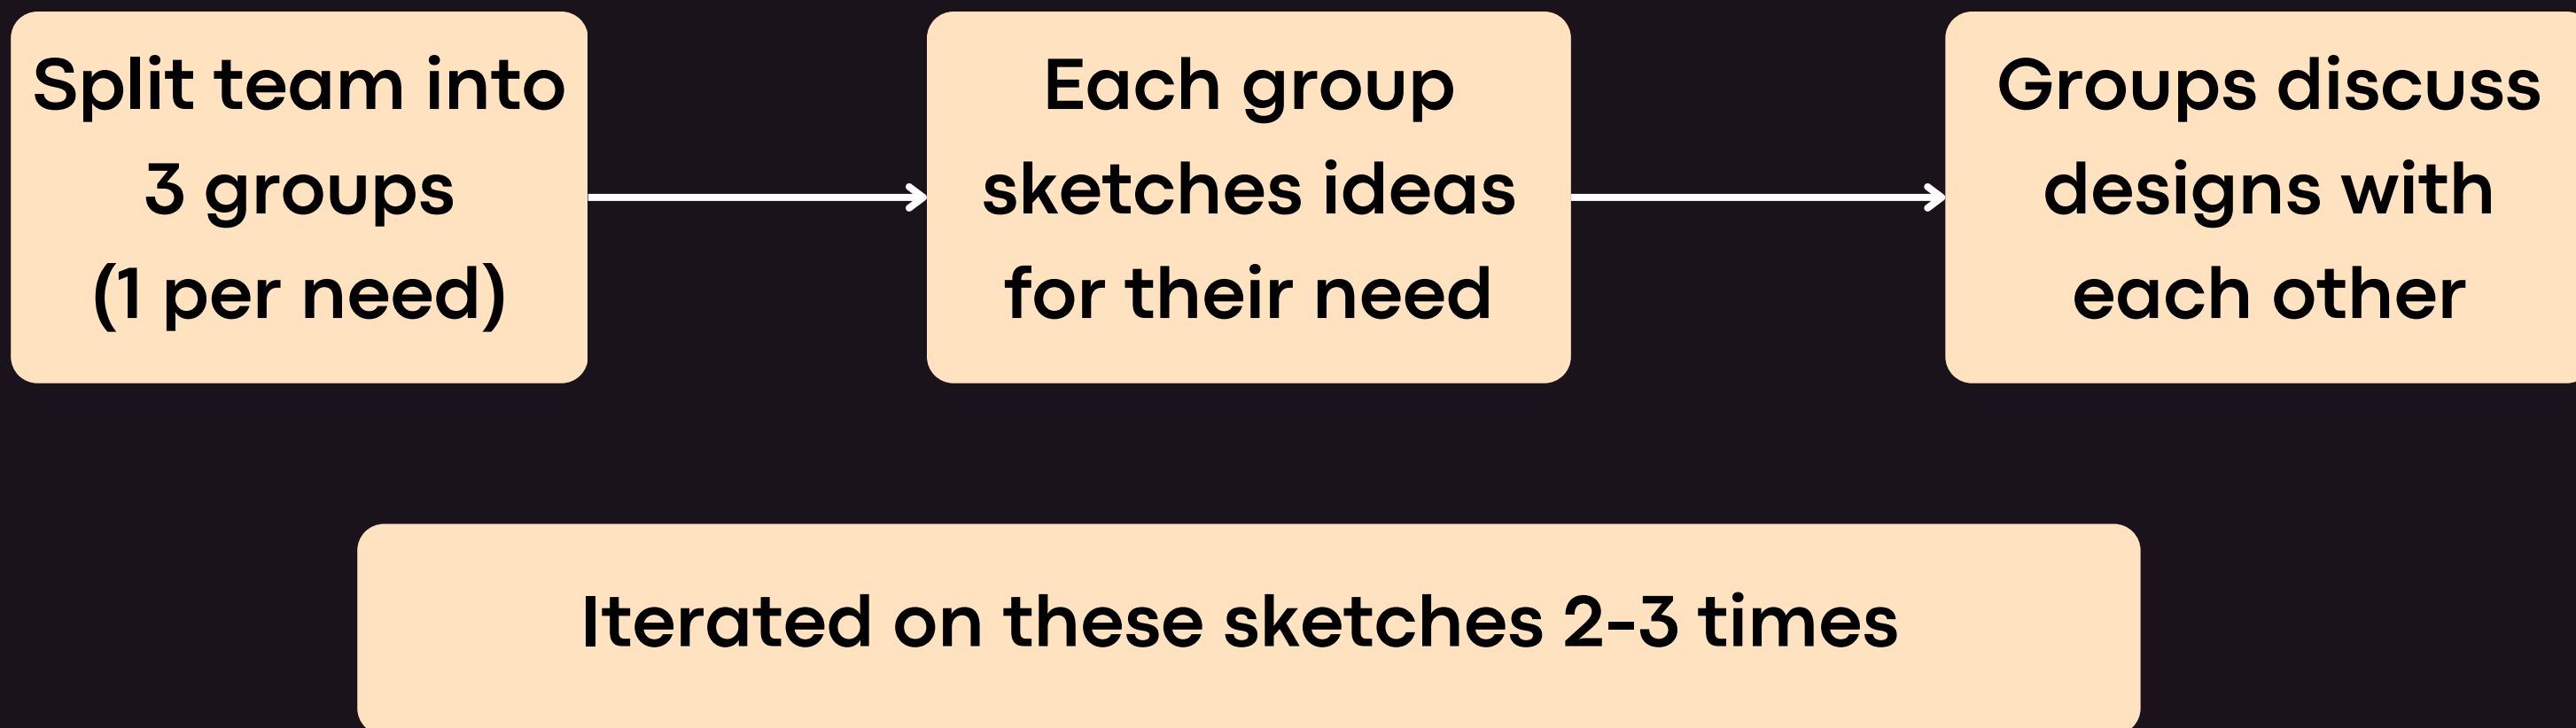 Split team into
3 groups
(1 per need)
Each group
sketches ideas
for their need
Groups discuss
designs with
each other
Iterated on these sketches 2-3 times